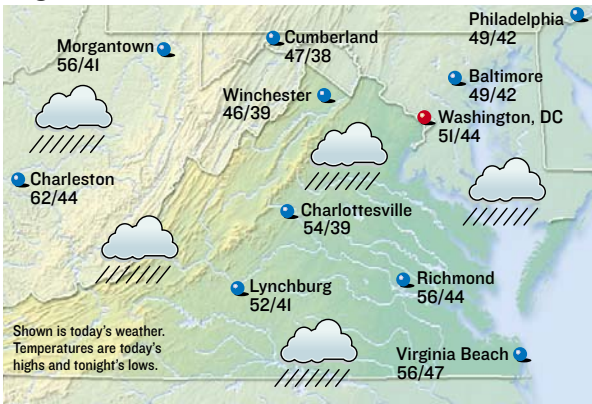 Philadelphia
49/42
Morgantown
56/41
Cumberland
47/38
Baltimore
49/42
Winchester
46/39
Washington, DC
51/44
Charleston
62/44
Charlottesville
54/39
Lynchburg
52/41
Richmond
56/44
Shown is today's weather.
Temperatures are today's
highs and tonight's lows.
Virginia Beach
56/47